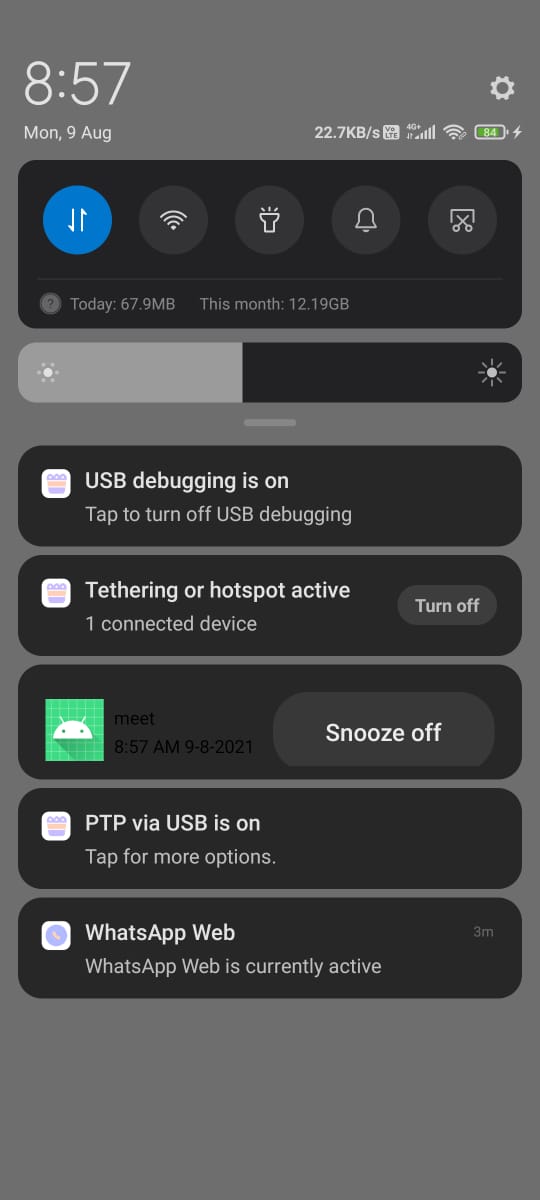 8:57
Mon, 9 Aug
22.7KB/s Vo LTE 4G+ 84
? Today: 67.9MB This month: 12.19GB
USB debugging is on
Tap to turn off USB debugging
Tethering or hotspot active
1 connected device
Turn off
meet
8:57 AM 9-8-2021
Snooze off
PTP via USB is on
Tap for more options.
WhatsApp Web 3m
WhatsApp Web is currently active